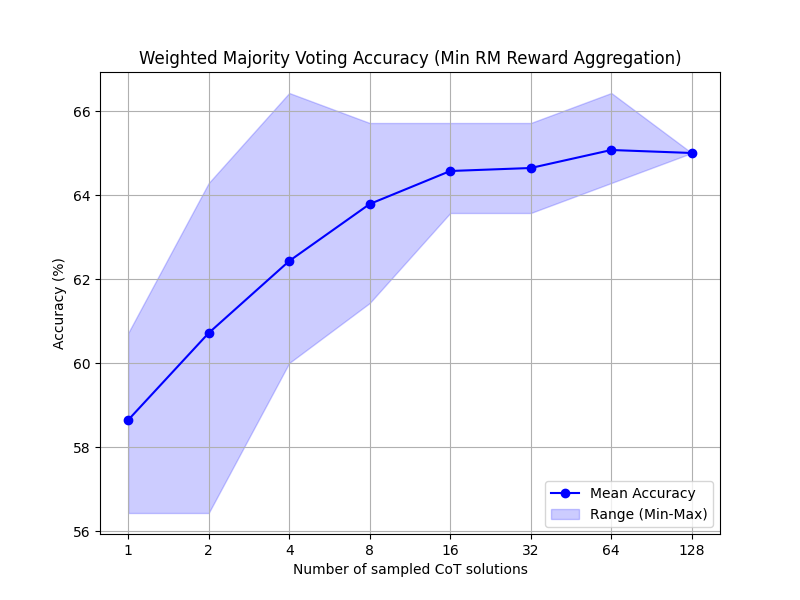 Weighted Majority Voting Accuracy (Min RM Reward Aggregation)
66
64
62
60
58
56
Accuracy (%)
Mean Accuracy
Range (Min-Max)
1 2 4 8 16 32 64 128
Number of sampled CoT solutions